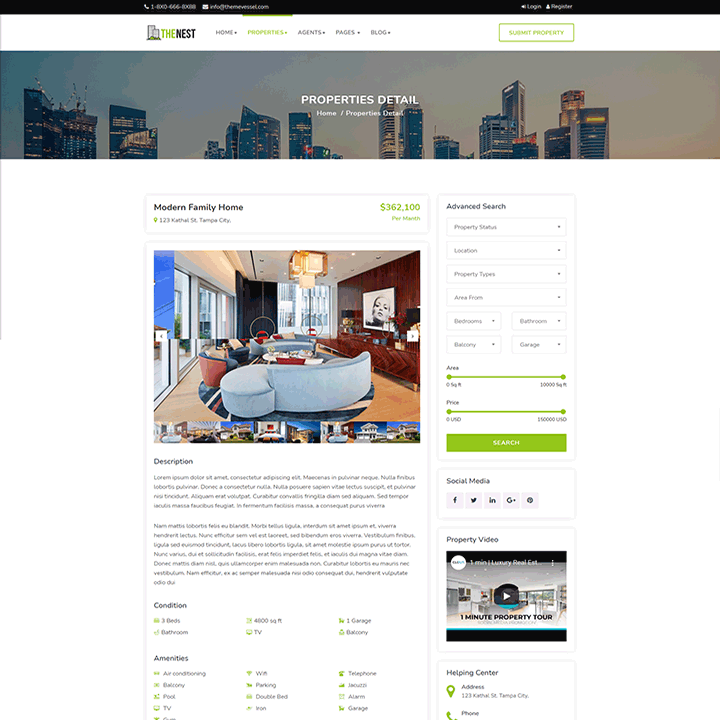 1-8X0-666-8X88 info@themevessel.com Login Register
THENEST HOME PROPERTIES AGENTS PAGES BLOG SUBMIT PROPERTY
PROPERTIES DETAIL
Home / Properties Detail
Modern Family Home $362,100
123 Kathal St. Tampa City, Per Month
Description
Lorem ipsum dolor sit amet, consectetur adipiscing elit. Maecenas in pulvinar neque. Nulla finibus
lobortis pulvinar. Donec a consectetur nulla. Nulla posuere sapien vitae lectus suscipit, et pulvinar
nisi tincidunt. Aliquam erat volutpat. Curabitur convallis fringilla diam sed aliquam. Sed tempor
iaculis massa faucibus feugiat. In fermentum facilisis massa, a consequat purus viverra
Nam mattis lobortis felis eu blandit. Morbi tellus ligula, interdum sit amet ipsum et, viverra
hendrerit lectus. Nunc efficitur sem vel est laoreet, sed bibendum eros viverra. Vestibulum finibus,
ligula sed euismod tincidunt, lacus libero lobortis ligula, sit amet molestie ipsum purus ut tortor.
Nunc varius, dui et sollicitudin facilisis, erat felis imperdiet felis, et iaculis dui magna vitae diam.
Donec mattis diam nisl, quis ullamcorper enim malesuada non. Curabitur lobortis eu mauris nec
vestibulum. Nam efficitur, ex ac semper malesuada nisi odio consequat dui, hendrerit vulputate
odio dui
Condition
3 Beds 4800 sq ft 1 Garage
Bathroom TV Balcony
Amenities
Air conditioning Wifi Telephone
Balcony Parking Jacuzzi
Pool Double Bed Alarm
TV Iron Garage
Gym
Advanced Search
Property Status
Location
Property Types
Area From
Bedrooms Bathroom
Balcony Garage
Area
0 Sq ft 10000 Sq ft
Price
0 USD 150000 USD
SEARCH
Social Media
f in G+
Property Video
1 min | Luxury Real Est...
1 MINUTE PROPERTY TOUR
Helping Center
Address
123 Kathal St. Tampa City,
Phone